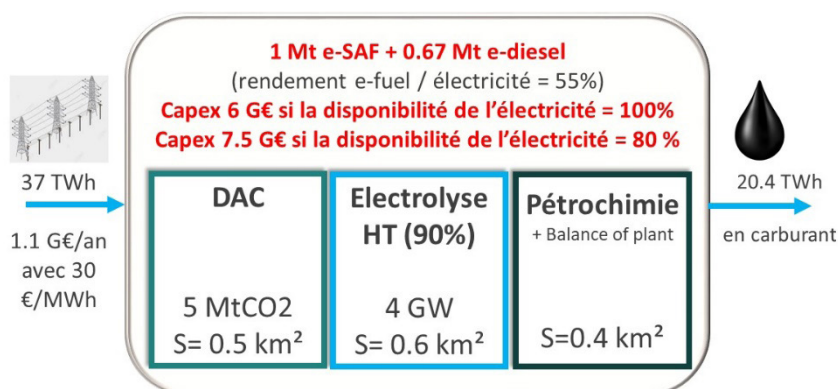 1 Mt e-SAF + 0.67 Mt e-diesel
(rendement e-fuel / électricité = 55%)
Capex 6 G€ si la disponibilité de l’électricité = 100%
Capex 7.5 G€ si la disponibilité de l’électricité = 80 %
37 TWh
1.1 G€/an
avec 30
€/MWh
DAC
5 MtCO2
S= 0.5 km²
Electrolyse
HT (90%)
4 GW
S= 0.6 km²
Pétrochimie
+ Balance of plant
S=0.4 km²
20.4 TWh
en carburant